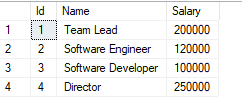 Id Name Salary
1 1 Team Lead 200000
2 2 Software Engineer 120000
3 3 Software Developer 100000
4 4 Director 250000